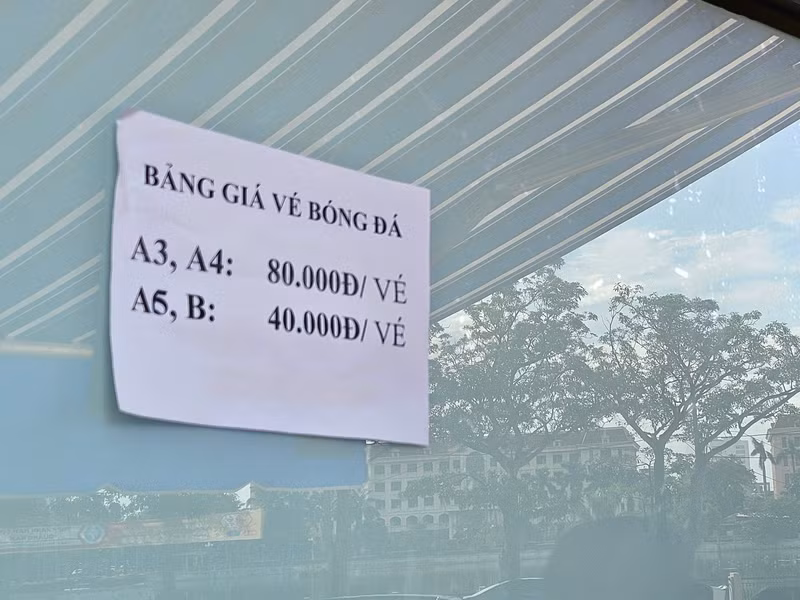 BẢNG GIÁ VÉ BÓNG ĐÁ
A3, A4: 80.000Đ/ VÉ
A5, B: 40.000Đ/ VÉ